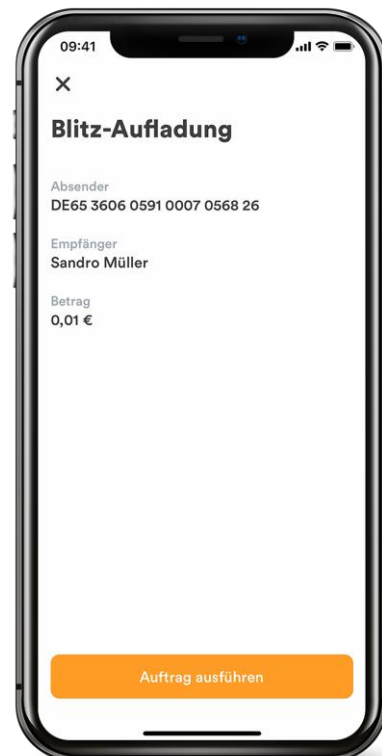 09:41
Blitz-Aufladung
Absender
DE65 3606 0591 0007 0568 26
Empfänger
Sandro Müller
Betrag
0,01 €
Auftrag ausführen